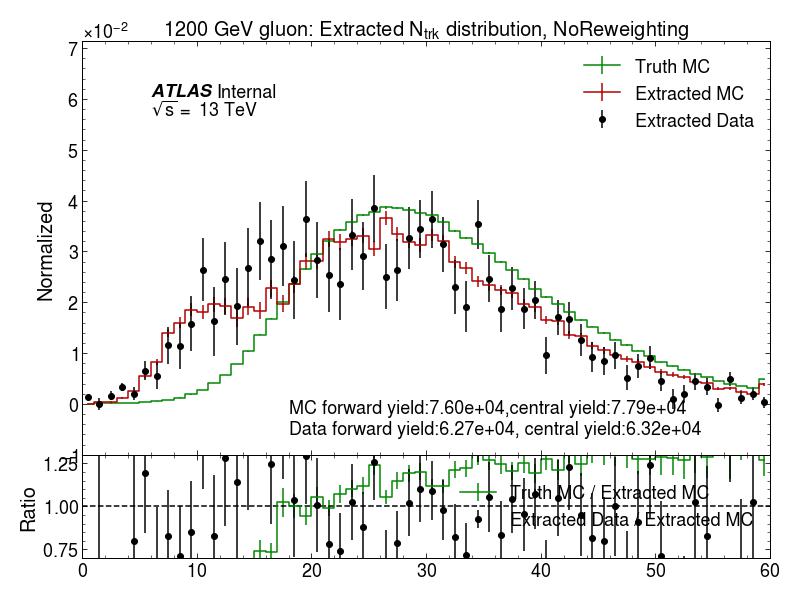 ×10⁻² 1200 GeV gluon: Extracted N_trk distribution, NoReweighting
7
6
5
4
3
2
1
0
Normalized
ATLAS Internal
√s = 13 TeV
Truth MC
Extracted MC
Extracted Data
MC forward yield:7.60e+04,central yield:7.79e+04
Data forward yield:6.27e+04, central yield:6.32e+04
1.25
1.00
0.75
Ratio
Truth MC / Extracted MC
Extracted Data / Extracted MC
0 10 20 30 40 50 60